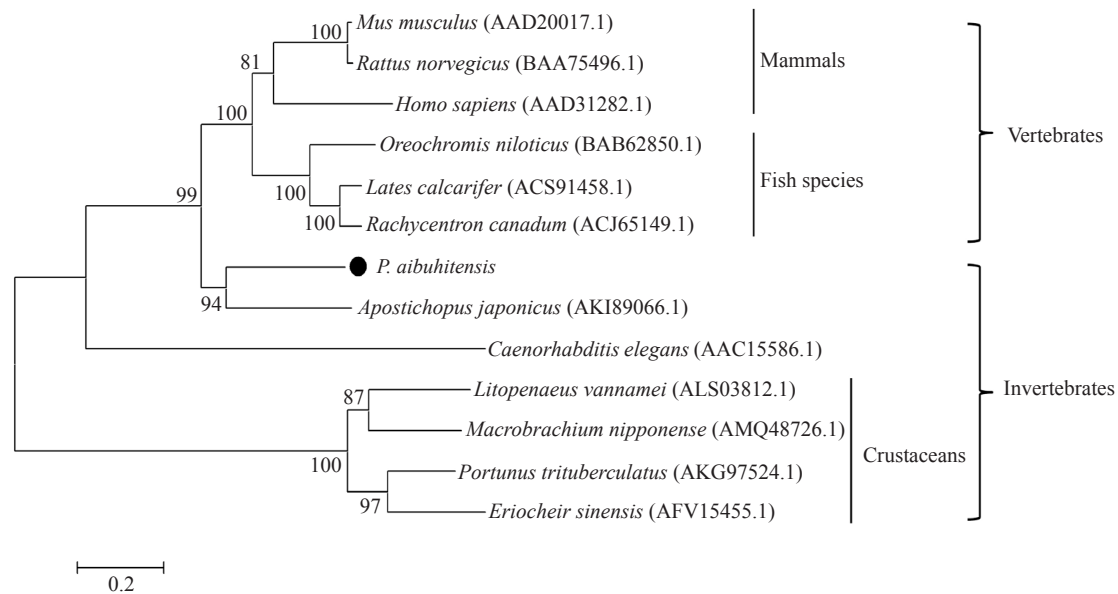 Mus musculus (AAD20017.1)
100
Rattus norvegicus (BAA75496.1)
Mammals
81
Homo sapiens (AAD31282.1)
100
Vertebrates
Oreochromis niloticus (BAB62850.1)
Lates calcarifer (ACS91458.1)
Fish species
100
99
100
Rachycentron canadum (ACJ65149.1)
P. aibuhitensis
94
Apostichopus japonicus (AKI89066.1)
Caenorhabditis elegans (AAC15586.1)
Litopenaeus vannamei (ALS03812.1)
Invertebrates
87
Macrobrachium nipponense (AMQ48726.1)
Crustaceans
100
Portunus trituberculatus (AKG97524.1)
97
Eriocheir sinensis (AFV15455.1)
0.2